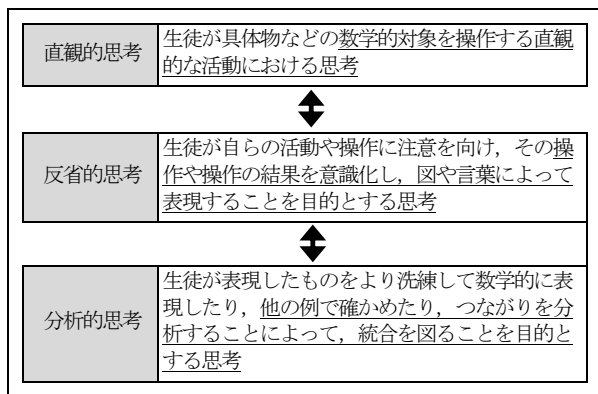 直観的思考
生徒が具体物などの数学的対象を操作する直観
的な活動における思考
反省的思考
生徒が自らの活動や操作に注意を向け，その操
作や操作の結果を意識化し，図や言葉によって
表現することを目的とする思考
分析的思考
生徒が表現したものをより洗練して数学的に表
現したり，他の例で確かめたり，つながりを分
析することによって，統合を図ることを目的と
する思考